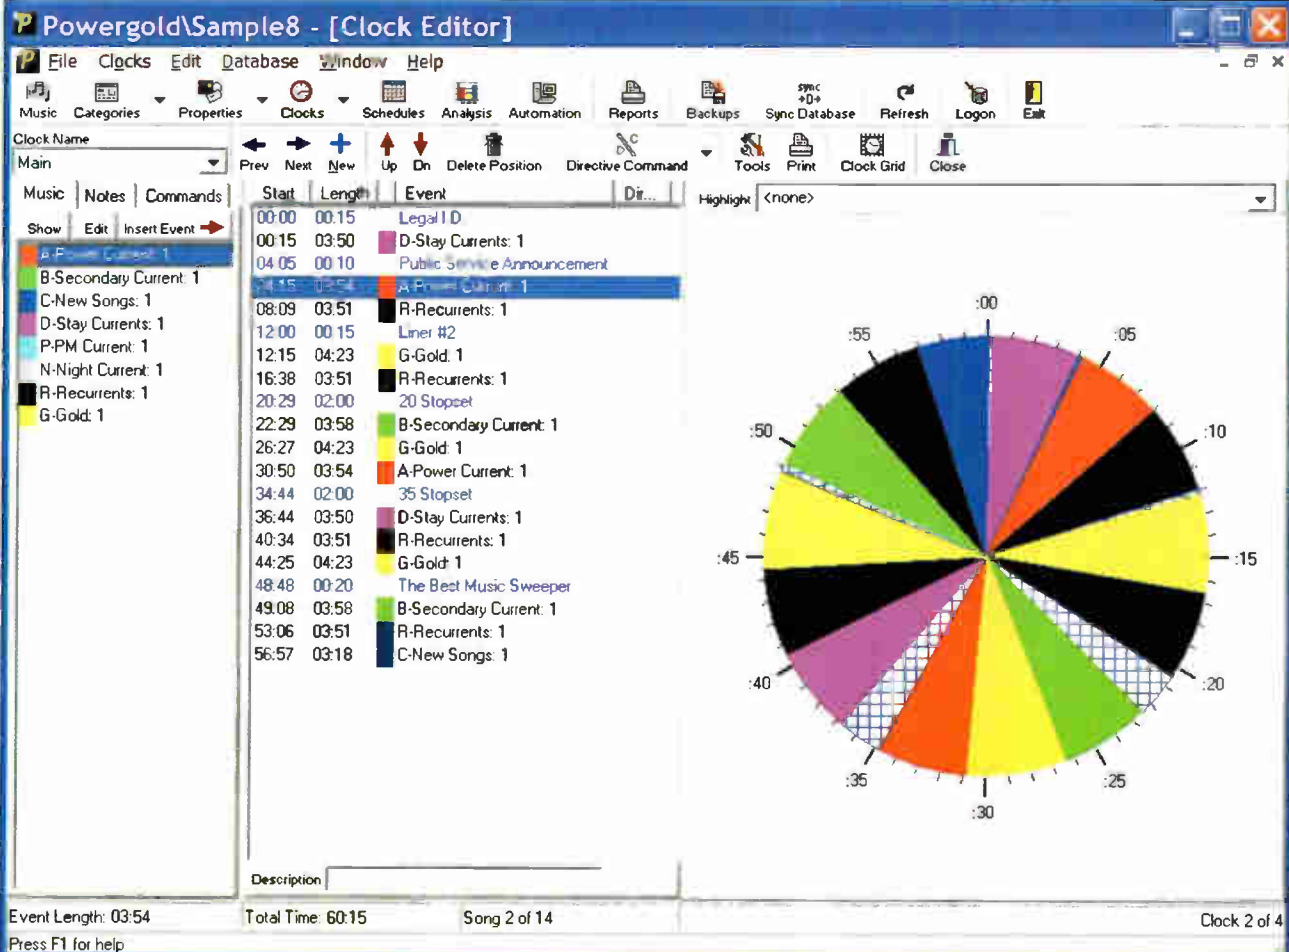 Powergold\Sample8 - [Clock Editor]
File Clocks Edit Database Window Help
Music Categories Properties Clocks Schedules Analysis Automation Reports Backups sync Sync Database Refresh Logon Exit
Clock Name
Main
Prev Next New Up Dn Delete Position Directive Command Tools Print Clock Grid Close
Music Notes Commands
Show Edit Insert Event
A-Power Current: 1
B-Secondary Current: 1
C-New Songs: 1
D-Stay Currents: 1
P-PM Current: 1
N-Night Current: 1
R-Recurrents: 1
G-Gold: 1
Start Length Event Dir...
00:00 00:15 Legal I D
00:15 03:50 D-Stay Currents: 1
04:05 00:10 Public Service Announcement
04:15 03:54 A-Power Current: 1
08:09 03:51 R-Recurrents: 1
12:00 00:15 Liner #2
12:15 04:23 G-Gold: 1
16:38 03:51 R-Recurrents: 1
20:29 02:00 20 Stopset
22:29 03:58 B-Secondary Current: 1
26:27 04:23 G-Gold: 1
30:50 03:54 A-Power Current: 1
34:44 02:00 35 Stopset
36:44 03:50 D-Stay Currents: 1
40:34 03:51 R-Recurrents: 1
44:25 04:23 G-Gold: 1
48:48 00:20 The Best Music Sweeper
49:08 03:58 B-Secondary Current: 1
53:06 03:51 R-Recurrents: 1
56:57 03:18 C-New Songs: 1
Description
Highlight <none>
:00
:05
:10
:15
:20
:25
:30
:35
:40
:45
:50
:55
Event Length: 03:54 Total Time: 60:15 Song 2 of 14 Clock 2 of 4
Press F1 for help